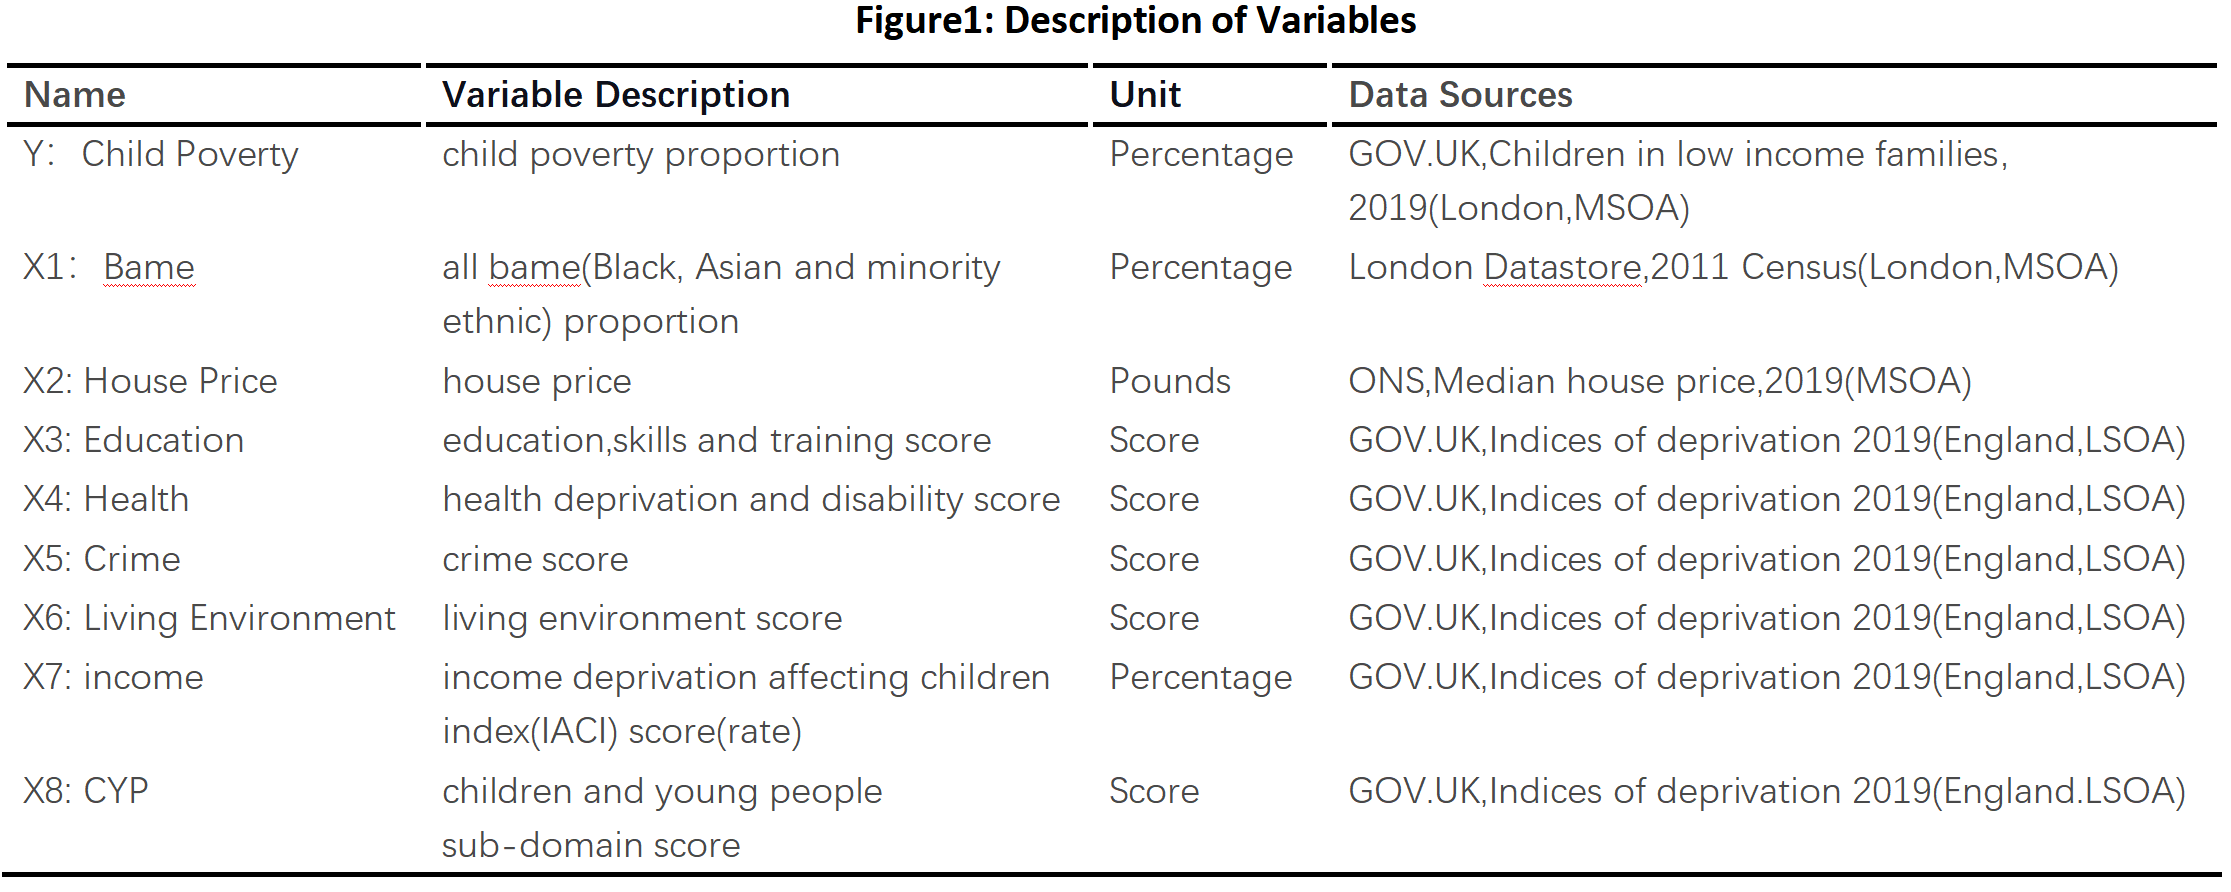 Figure1: Description of Variables
Name Variable Description Unit Data Sources
Y: Child Poverty child poverty proportion Percentage GOV.UK,Children in low income families,
2019(London,MSOA)
X1: Bame all bame(Black, Asian and minority Percentage London Datastore,2011 Census(London,MSOA)
ethnic) proportion
X2: House Price house price Pounds ONS,Median house price,2019(MSOA)
X3: Education education,skills and training score Score GOV.UK,Indices of deprivation 2019(England,LSOA)
X4: Health health deprivation and disability score Score GOV.UK,Indices of deprivation 2019(England,LSOA)
X5: Crime crime score Score GOV.UK,Indices of deprivation 2019(England,LSOA)
X6: Living Environment living environment score Score GOV.UK,Indices of deprivation 2019(England,LSOA)
X7: income income deprivation affecting children Percentage GOV.UK,Indices of deprivation 2019(England,LSOA)
index(IACI) score(rate)
X8: CYP children and young people Score GOV.UK,Indices of deprivation 2019(England.LSOA)
sub-domain score